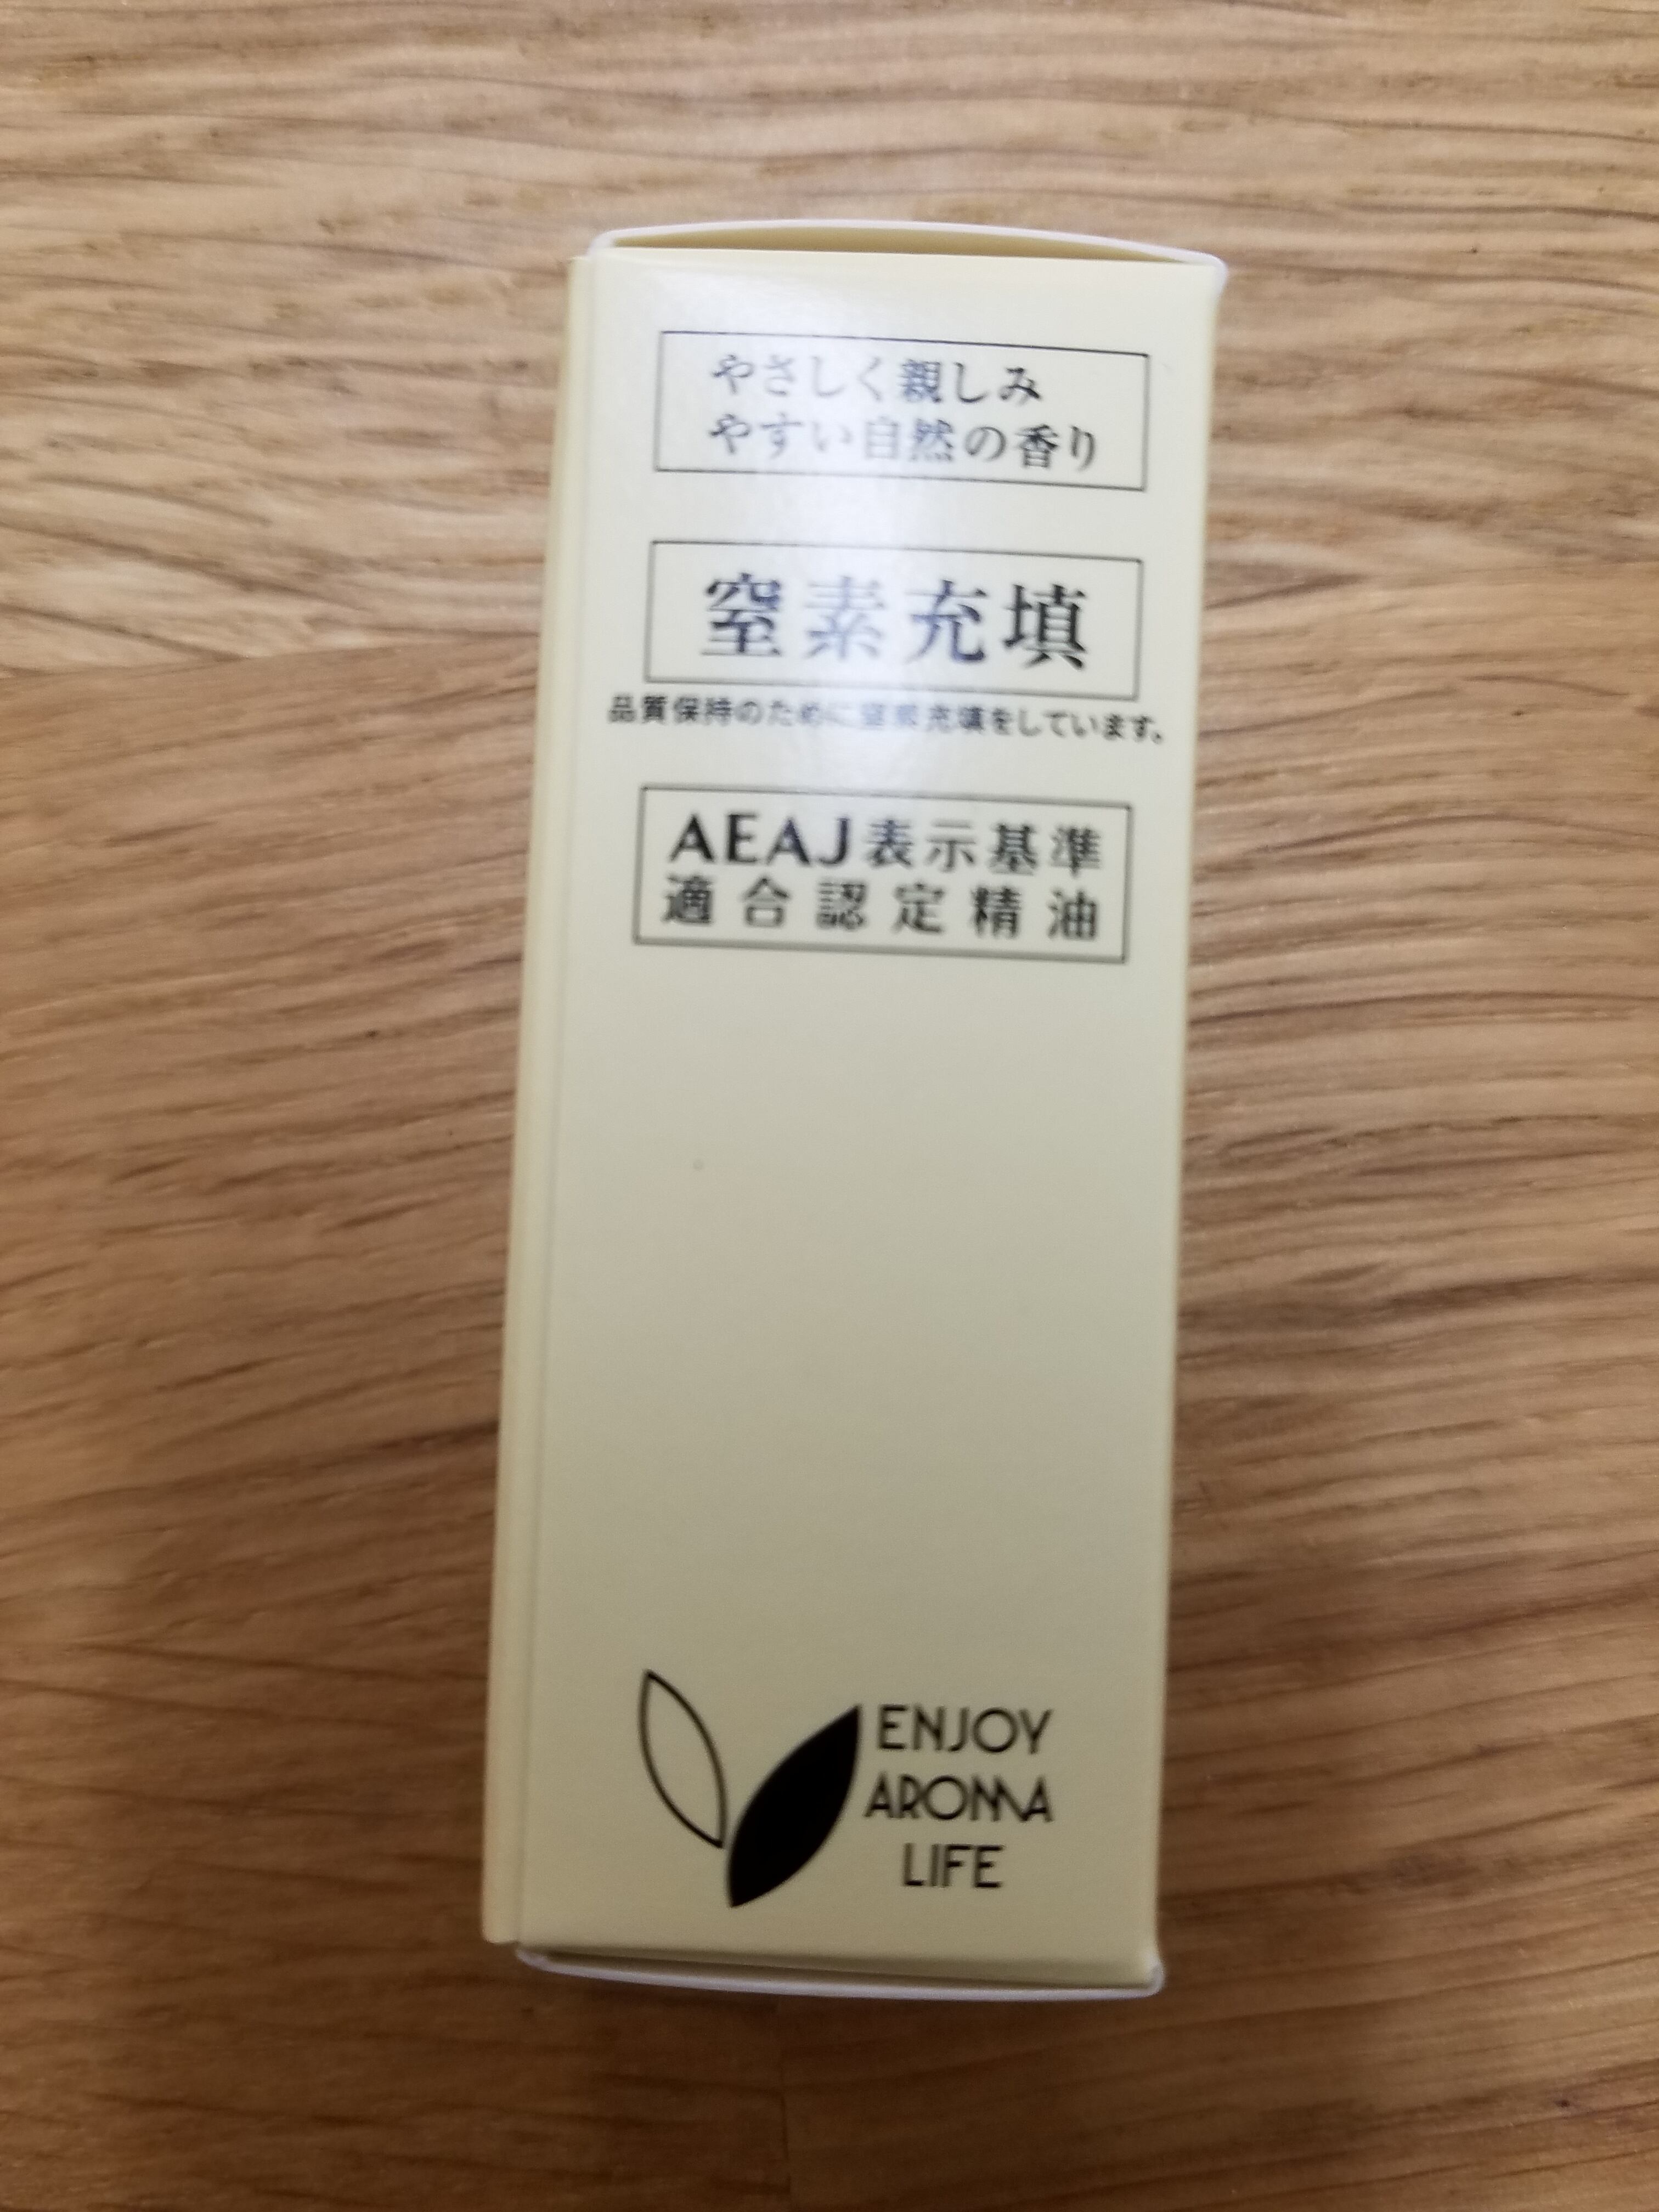 やさしく親しみ
やすい自然の香り
窒素充填
品質保持のために窒素充填をしています。
AEAJ表示基準
適合認定精油
ENJOY
AROMA
LIFE